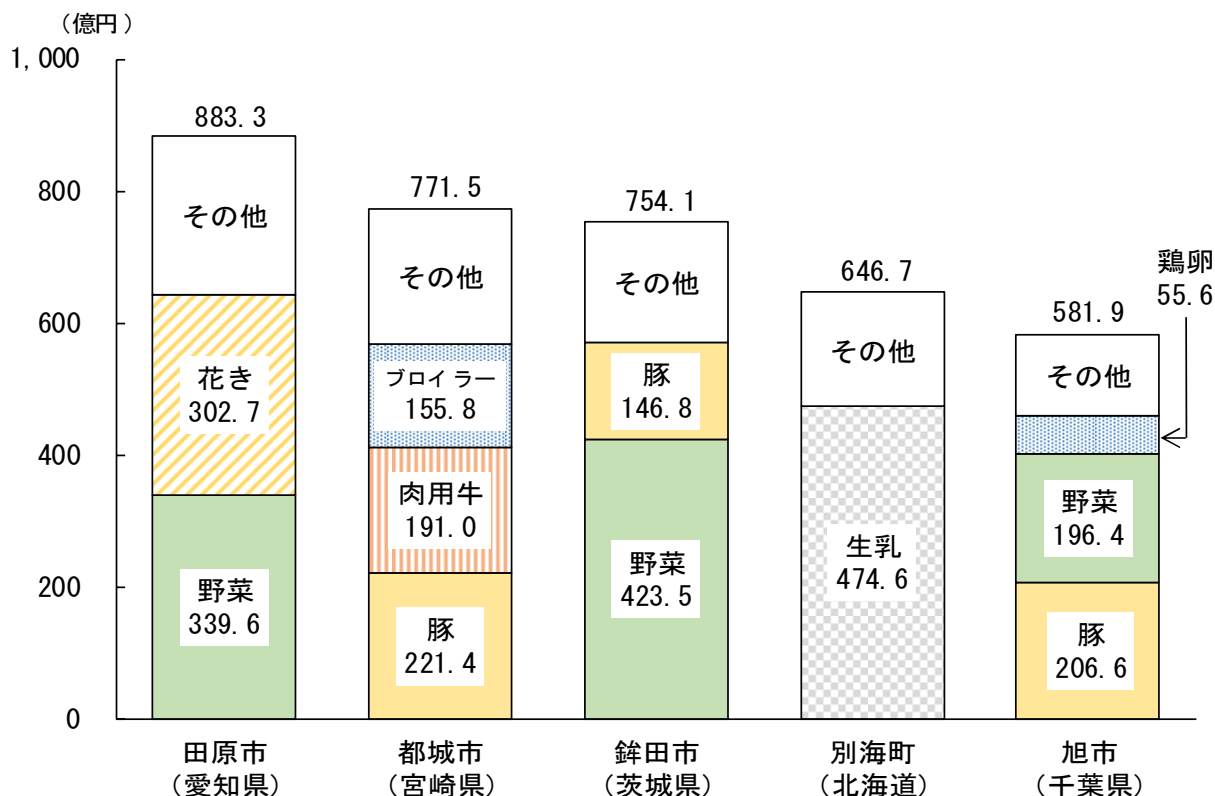 （億円）
1,000
800
600
400
200
0
883.3
その他
花き
302.7
野菜
339.6
771.5
その他
ブロイラー
155.8
肉用牛
191.0
豚
221.4
754.1
その他
豚
146.8
野菜
423.5
646.7
その他
生乳
474.6
581.9
その他
鶏卵
55.6
野菜
196.4
豚
206.6
田原市
（愛知県）
都城市
（宮崎県）
鉾田市
（茨城県）
別海町
（北海道）
旭市
（千葉県）